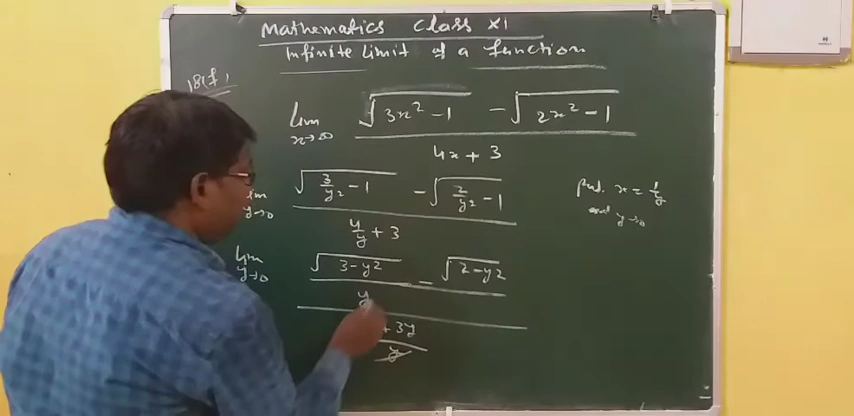 Mathematics Class XI
Infinite Limit of a function
18(f)
lim x→∞ √3x² - 1 - √2x² - 1
4x + 3
lim y→0 √3/y² - 1 - √2/y² - 1
4/y + 3
Put x = 1/y
and y→0
lim y→0 √3 - y² - √2 - y²
y
+ 3y
y